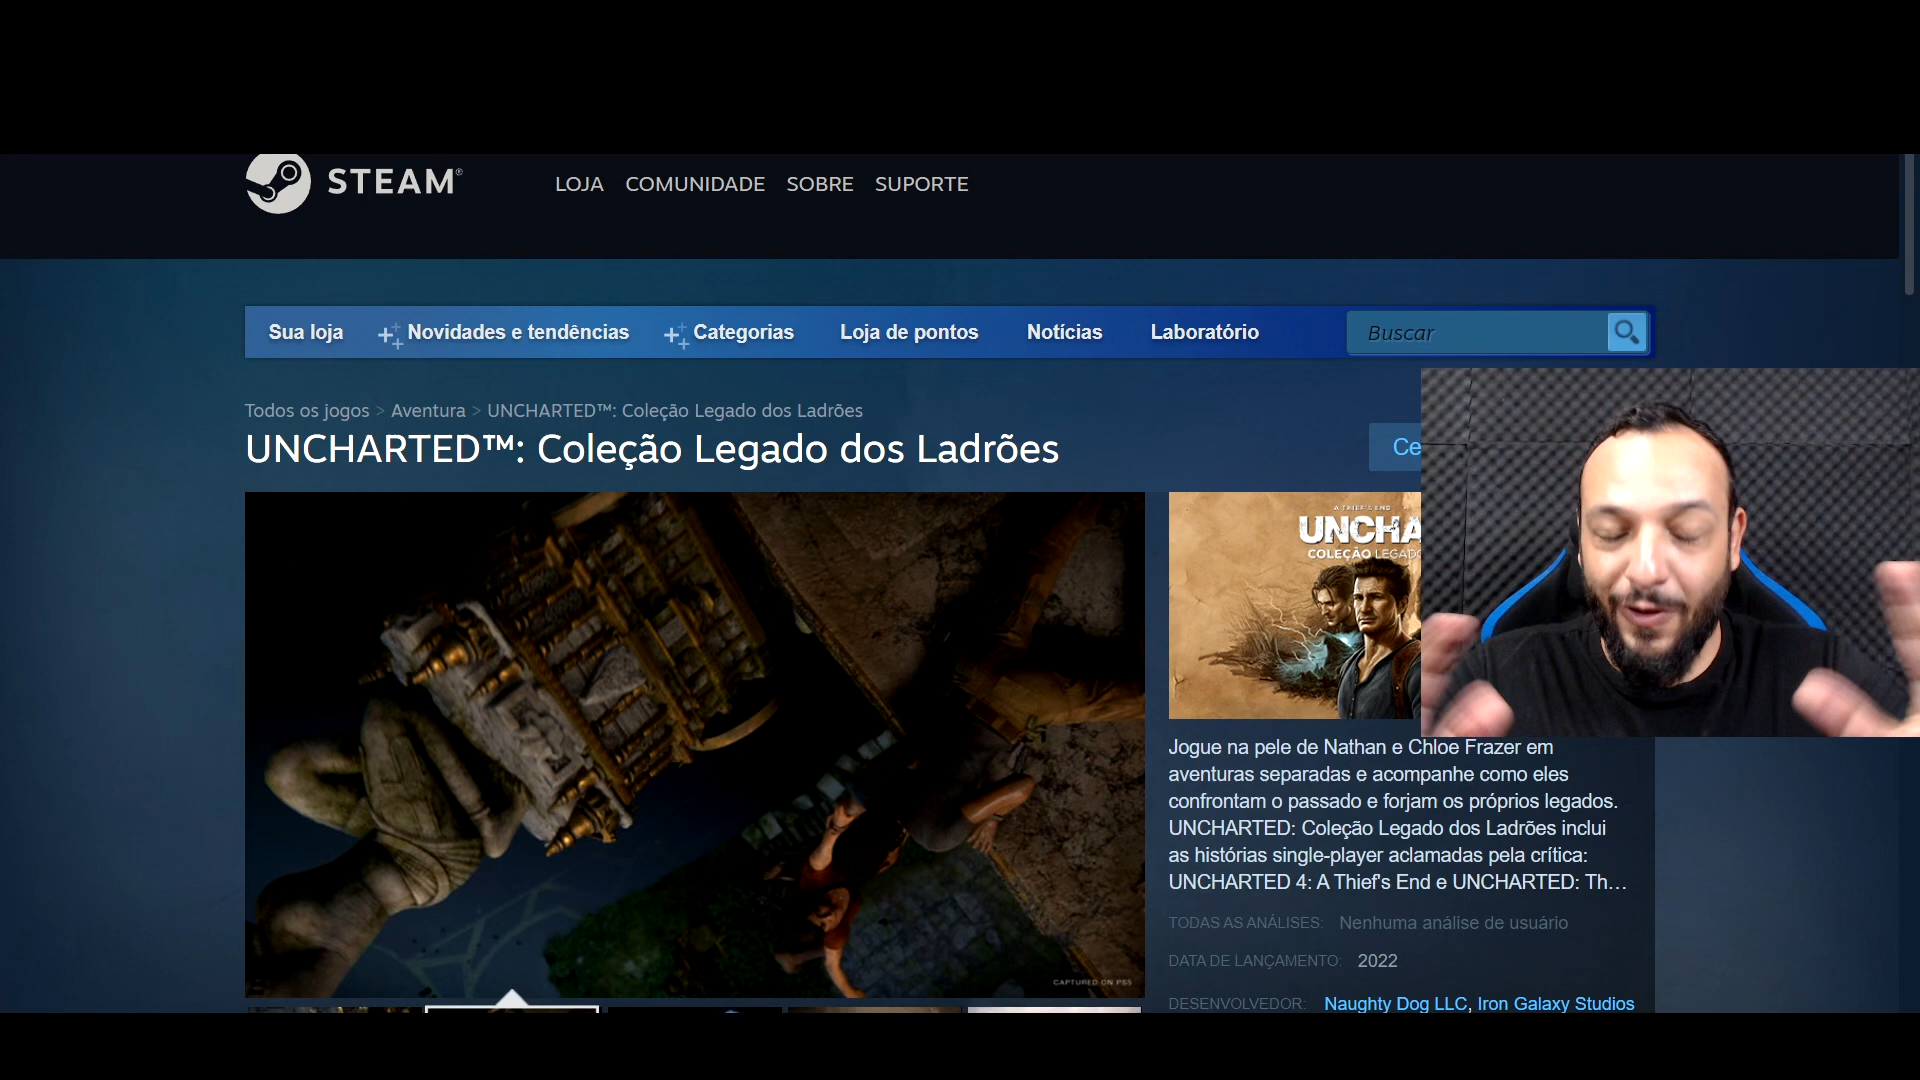 STEAM®
LOJA COMUNIDADE SOBRE SUPORTE
Sua loja Novidades e tendências Categorias Loja de pontos Notícias Laboratório Buscar
Todos os jogos > Aventura > UNCHARTED™: Coleção Legado dos Ladrões
UNCHARTED™: Coleção Legado dos Ladrões
Ce
A THIEF'S END
UNCHA
COLEÇÃO LEGADO
CAPTURED ON PS5
Jogue na pele de Nathan e Chloe Frazer em
aventuras separadas e acompanhe como eles
confrontam o passado e forjam os próprios legados.
UNCHARTED: Coleção Legado dos Ladrões inclui
as histórias single-player aclamadas pela crítica:
UNCHARTED 4: A Thief's End e UNCHARTED: Th…
TODAS AS ANÁLISES: Nenhuma análise de usuário
DATA DE LANÇAMENTO: 2022
DESENVOLVEDOR: Naughty Dog LLC, Iron Galaxy Studios